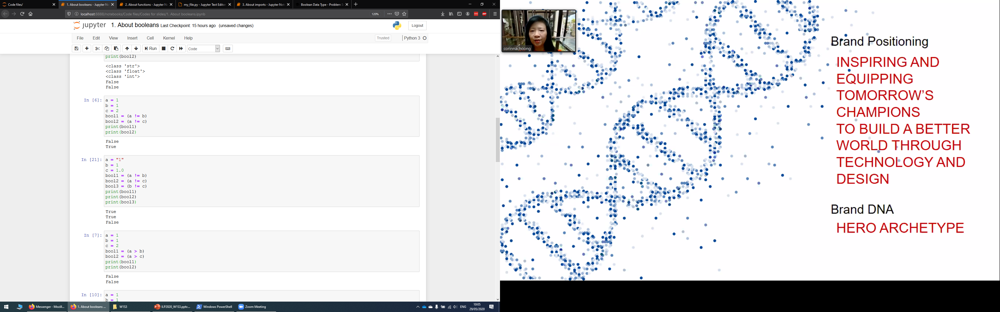 Code files/
1. About booleans - Jupyter No
2. About functions - Jupyter N
my_file.py - Jupyter Text Editor
3. About imports - Jupyter Not
Boolean Data Type - Problem S
localhost:8888/notebooks/Code files/Codes for slides/1. About booleans.ipynb
120%
ABP
jupyter 1. About booleans Last Checkpoint: 15 hours ago (unsaved changes)
Logout
File Edit View Insert Cell Kernel Help
Trusted
Python 3
Run
Code
print(bool2)
<class 'str'>
<class 'float'>
<class 'int'>
False
False
In [6]:
a = 1
b = 1
c = 2
bool1 = (a != b)
bool2 = (a != c)
print(bool1)
print(bool2)
False
True
In [21]:
a = "1"
b = 1
c = 1.0
bool1 = (a != b)
bool2 = (a != c)
bool3 = (b != c)
print(bool1)
print(bool2)
print(bool3)
True
True
False
In [7]:
a = 1
b = 1
c = 2
bool1 = (a > b)
bool2 = (a > c)
print(bool1)
print(bool2)
False
False
In [10]:
a = 1
b = 1
Messenger - Mozill...
1. About booleans ...
W1S3
ILP2020_W1S3.pptx...
Windows PowerShell
Zoom Meeting
ENG
10:05
29/05/2020
corinnachoong
Brand Positioning
INSPIRING AND
EQUIPPING
TOMORROW'S
CHAMPIONS
TO BUILD A BETTER
WORLD THROUGH
TECHNOLOGY AND
DESIGN
Brand DNA
HERO ARCHETYPE